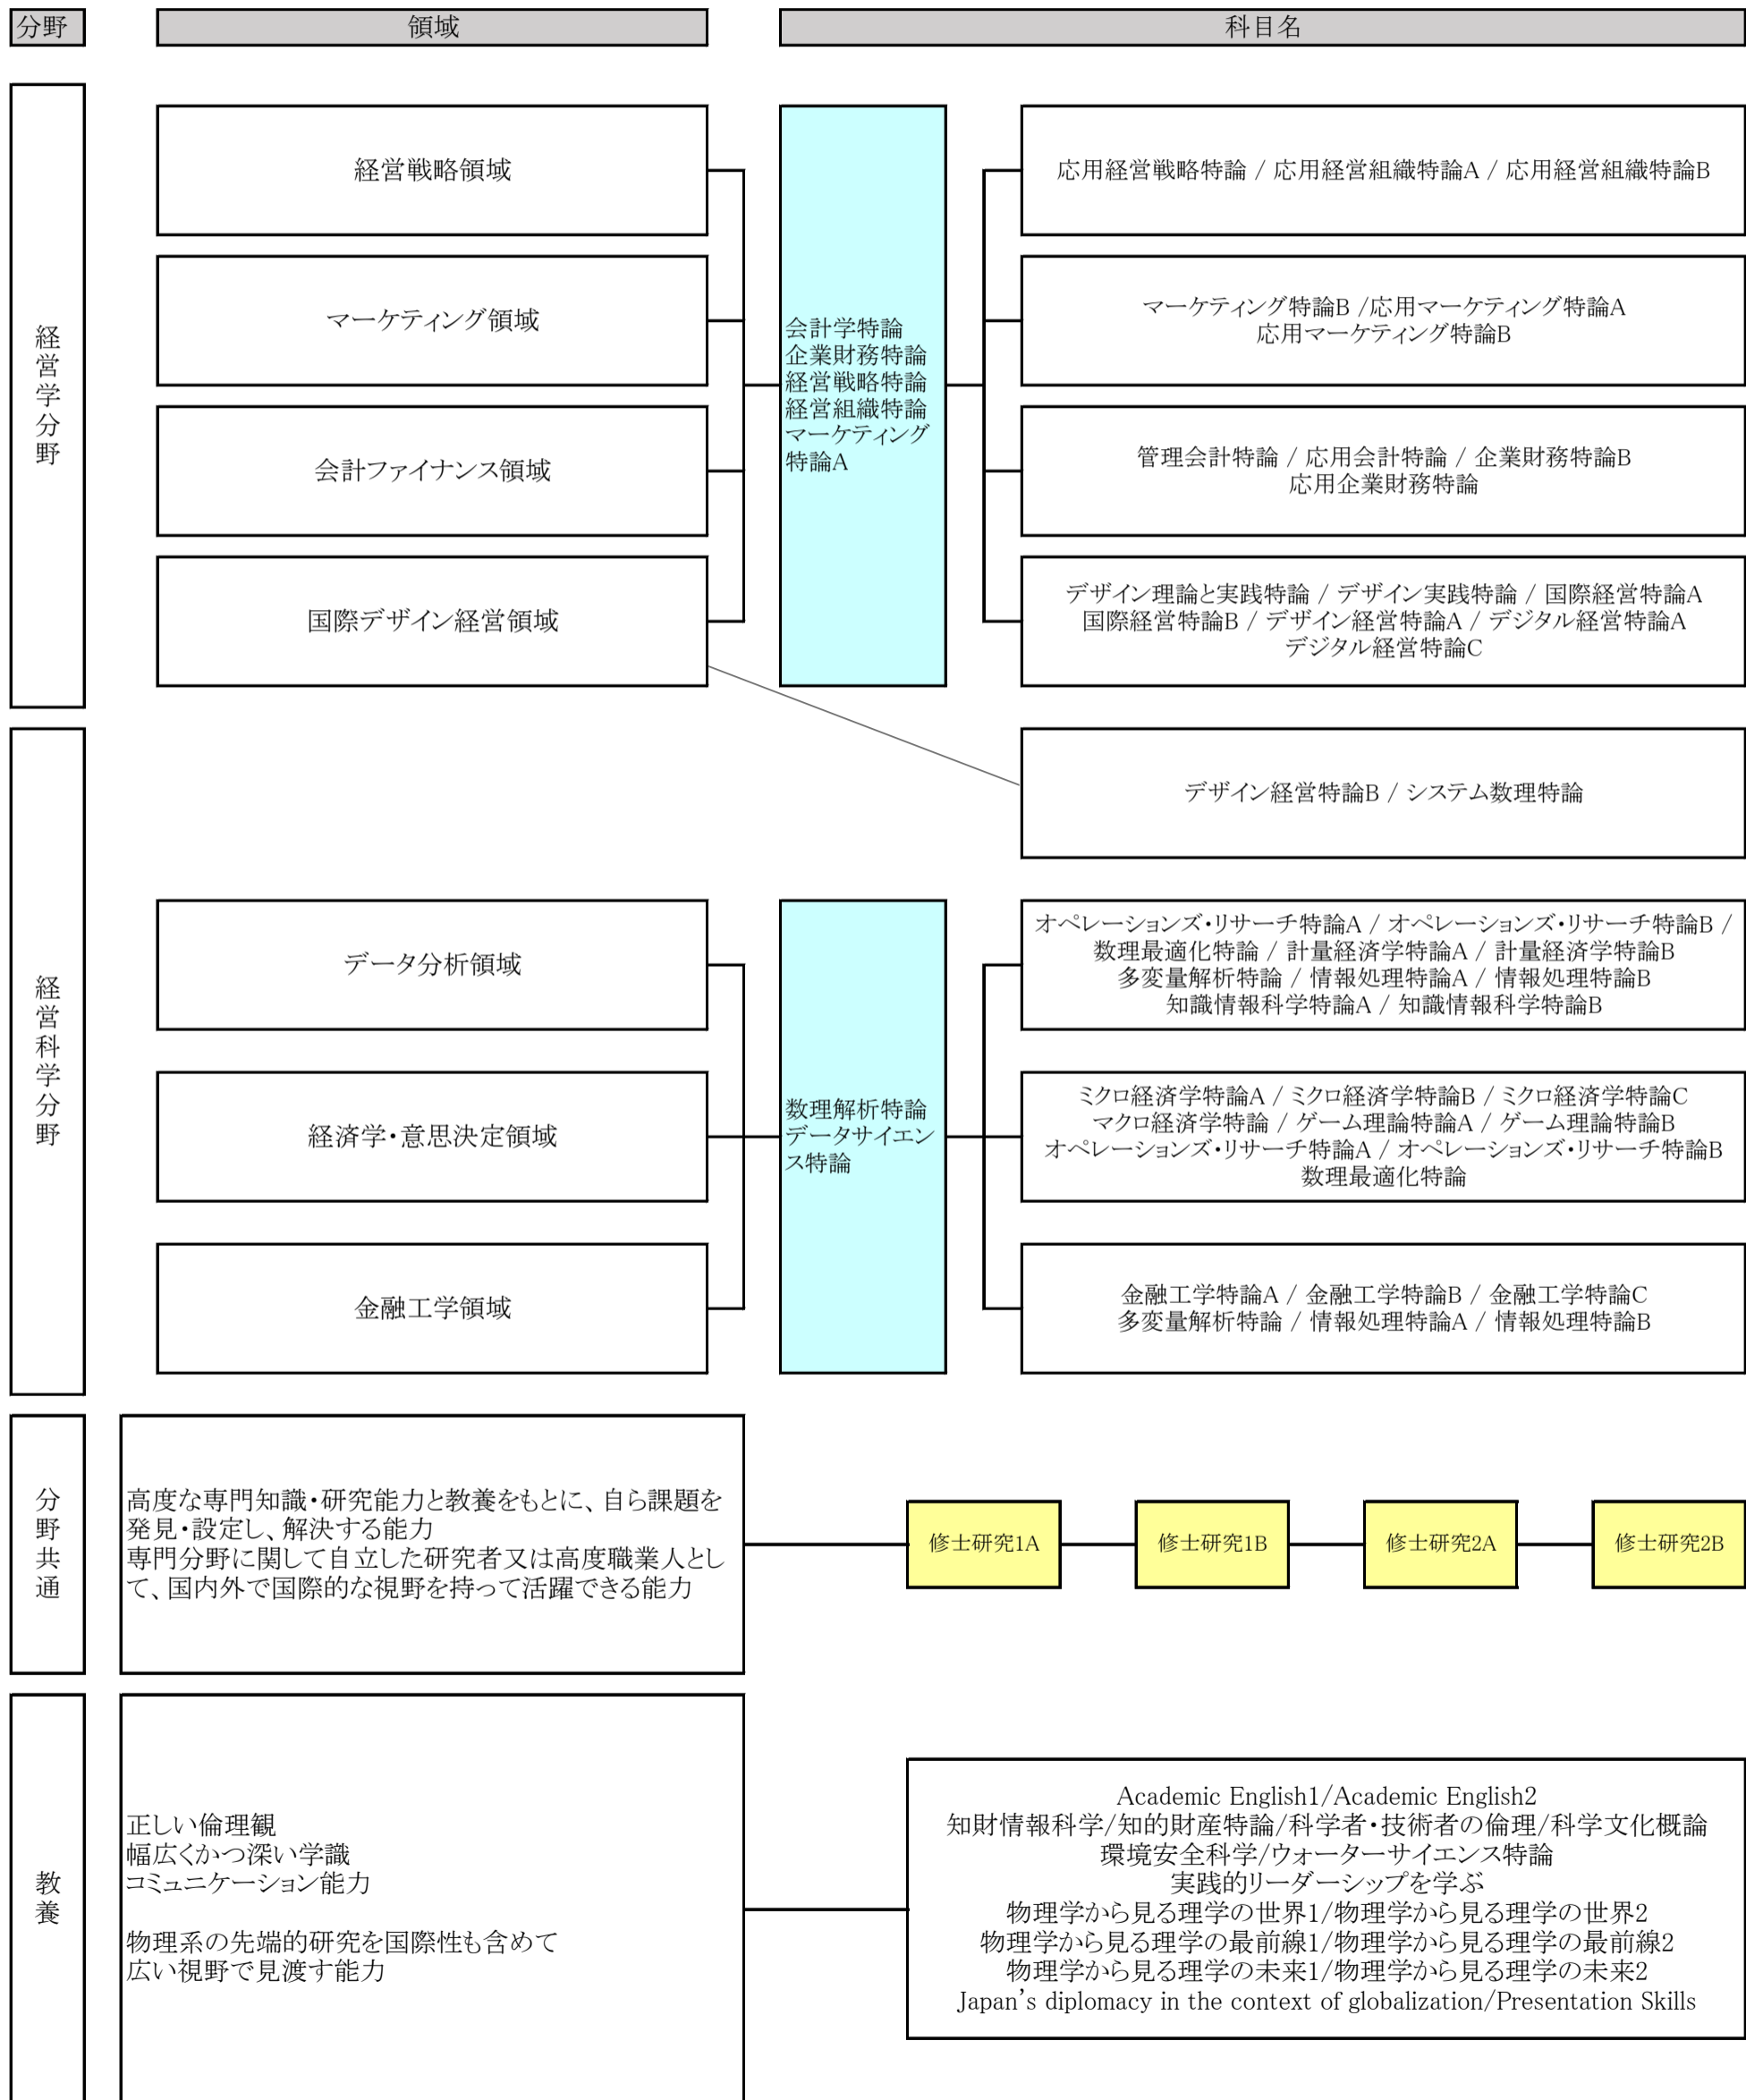 分野
領域
科目名
経営学分野
経営戦略領域
マーケティング領域
会計ファイナンス領域
国際デザイン経営領域
会計学特論
企業財務特論
経営戦略特論
経営組織特論
マーケティング
特論A
応用経営戦略特論 / 応用経営組織特論A / 応用経営組織特論B
マーケティング特論B /応用マーケティング特論A
応用マーケティング特論B
管理会計特論 / 応用会計特論 / 企業財務特論B
応用企業財務特論
デザイン理論と実践特論 / デザイン実践特論 / 国際経営特論A
国際経営特論B / デザイン経営特論A / デジタル経営特論A
デジタル経営特論C
経営科学分野
デザイン経営特論B / システム数理特論
データ分析領域
経済学・意思決定領域
金融工学領域
数理解析特論
データサイエン
ス特論
オペレーションズ・リサーチ特論A / オペレーションズ・リサーチ特論B /
数理最適化特論 / 計量経済学特論A / 計量経済学特論B
多変量解析特論 / 情報処理特論A / 情報処理特論B
知識情報科学特論A / 知識情報科学特論B
ミクロ経済学特論A / ミクロ経済学特論B / ミクロ経済学特論C
マクロ経済学特論 / ゲーム理論特論A / ゲーム理論特論B
オペレーションズ・リサーチ特論A / オペレーションズ・リサーチ特論B
数理最適化特論
金融工学特論A / 金融工学特論B / 金融工学特論C
多変量解析特論 / 情報処理特論A / 情報処理特論B
分野共通
高度な専門知識・研究能力と教養をもとに、自ら課題を
発見・設定し、解決する能力
専門分野に関して自立した研究者又は高度職業人とし
て、国内外で国際的な視野を持って活躍できる能力
修士研究1A
修士研究1B
修士研究2A
修士研究2B
教養
正しい倫理観
幅広くかつ深い学識
コミュニケーション能力
物理系の先端的研究を国際性も含めて
広い視野で見渡す能力
Academic English1/Academic English2
知財情報科学/知的財産特論/科学者・技術者の倫理/科学文化概論
環境安全科学/ウォーターサイエンス特論
実践的リーダーシップを学ぶ
物理学から見る理学の世界1/物理学から見る理学の世界2
物理学から見る理学の最前線1/物理学から見る理学の最前線2
物理学から見る理学の未来1/物理学から見る理学の未来2
Japan's diplomacy in the context of globalization/Presentation Skills